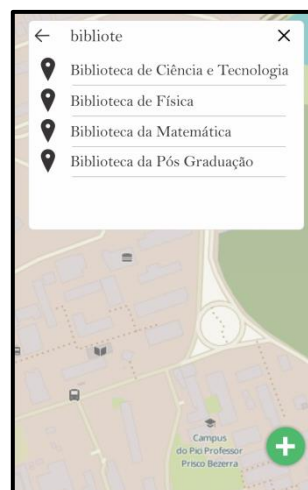 bibliote
Biblioteca de Ciência e Tecnologia
Biblioteca de Física
Biblioteca da Matemática
Biblioteca da Pós Graduação
Campus
do Pici Professor
Prisco Bezerra